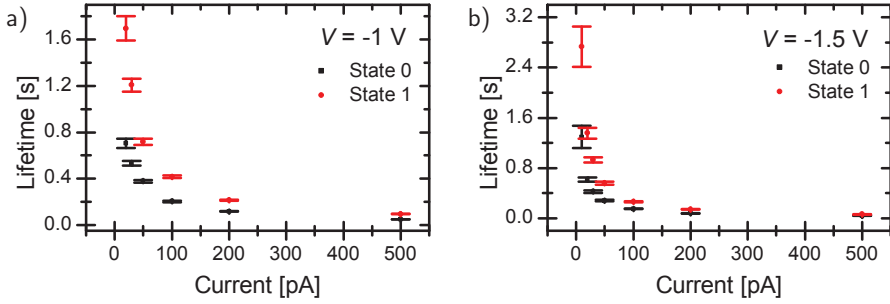 a)
V = -1 V
State 0
State 1
Lifetime [s]
1.6
1.2
0.8
0.4
0.0
0 100 200 300 400 500
Current [pA]
b)
V = -1.5 V
State 0
State 1
Lifetime [s]
3.2
2.4
1.6
0.8
0.0
0 100 200 300 400 500
Current [pA]